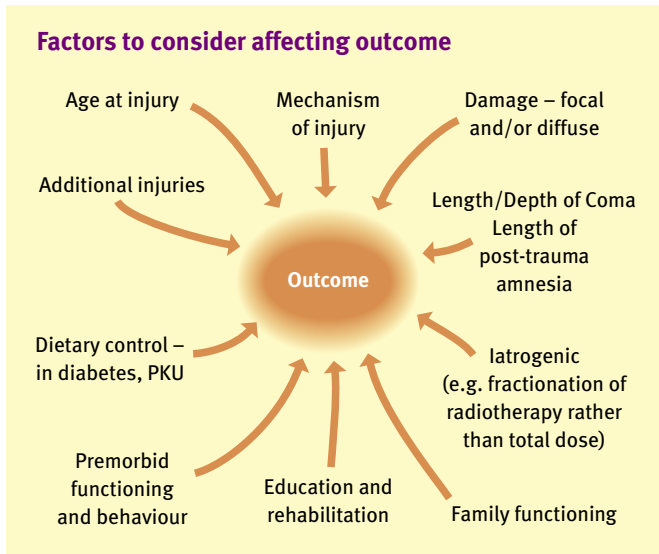 Factors to consider affecting outcome
Age at injury
Mechanism
of injury
Damage – focal
and/or diffuse
Additional injuries
Length/Depth of Coma
Length of
post-trauma
amnesia
Outcome
Dietary control –
in diabetes, PKU
Iatrogenic
(e.g. fractionation of
radiotherapy rather
than total dose)
Premorbid
functioning
and behaviour
Education and
rehabilitation
Family functioning